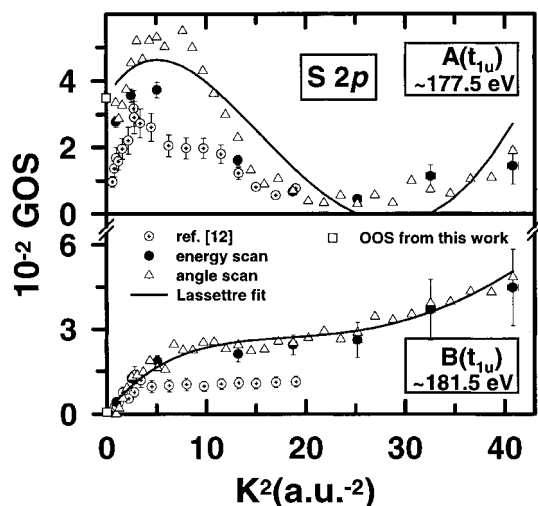 6
4
2
0
S 2p
A(t1u)
~177.5 eV
10-2 GOS
ref. [12]
energy scan
angle scan
Lassettre fit
OOS from this work
6
3
0
B(t1u)
~181.5 eV
0 10 20 30 40
K2(a.u.-2)